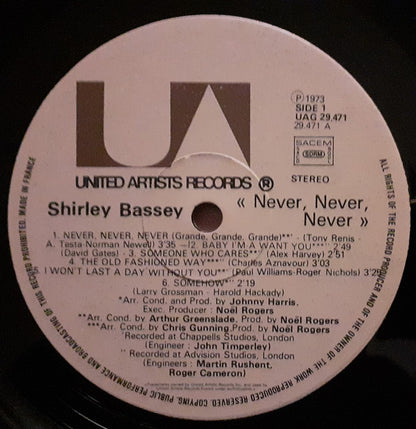 ℗ 1973
SIDE 1
UAG 29.471
29.471 A
SACEM
SDRM
UA
UNITED ARTISTS RECORDS ®
STEREO
Shirley Bassey
« Never, Never,
Never »
1. NEVER, NEVER, NEVER (Grande, Grande, Grande)**" - (Tony Renis -
A. Testa-Norman Newell) 3'35 —2. BABY I'M A WANT YOU***" 2'49
(David Gates) - 3. SOMEONE WHO CARES**' (Alex Harvey) 2'51
4. THE OLD FASHIONED WAY***' (Charles Aznavour) 3'03
I WON'T LAST A DAY WITHOUT YOU**" (Paul Williams-Roger Nichols) 3'29
6. SOMEHOW*" 2'19
(Larry Grossman - Harold Hackady)
*Arr. Cond. and Prod. by Johnny Harris,
Exec. Producer : Noël Rogers
**Arr. Cond. by Arthur Greenslade. Prod. by Noël Rogers
***Arr. Cond. by Chris Gunning. Prod. by Noël Rogers
'Recorded at Chappells Studios, London
(Engineer : John Timperley)
"Recorded at Advision Studios, London
(Engineers : Martin Rushent,
Roger Cameron)
ALL RIGHTS OF THE RECORD PRODUCER AND OF THE OWNER OF THE WORK REPRODUCED RESERVED. COPYING, PUBLIC PERFORMANCE AND BROADCASTING OF THIS RECORD PROHIBITED. MADE IN FRANCE